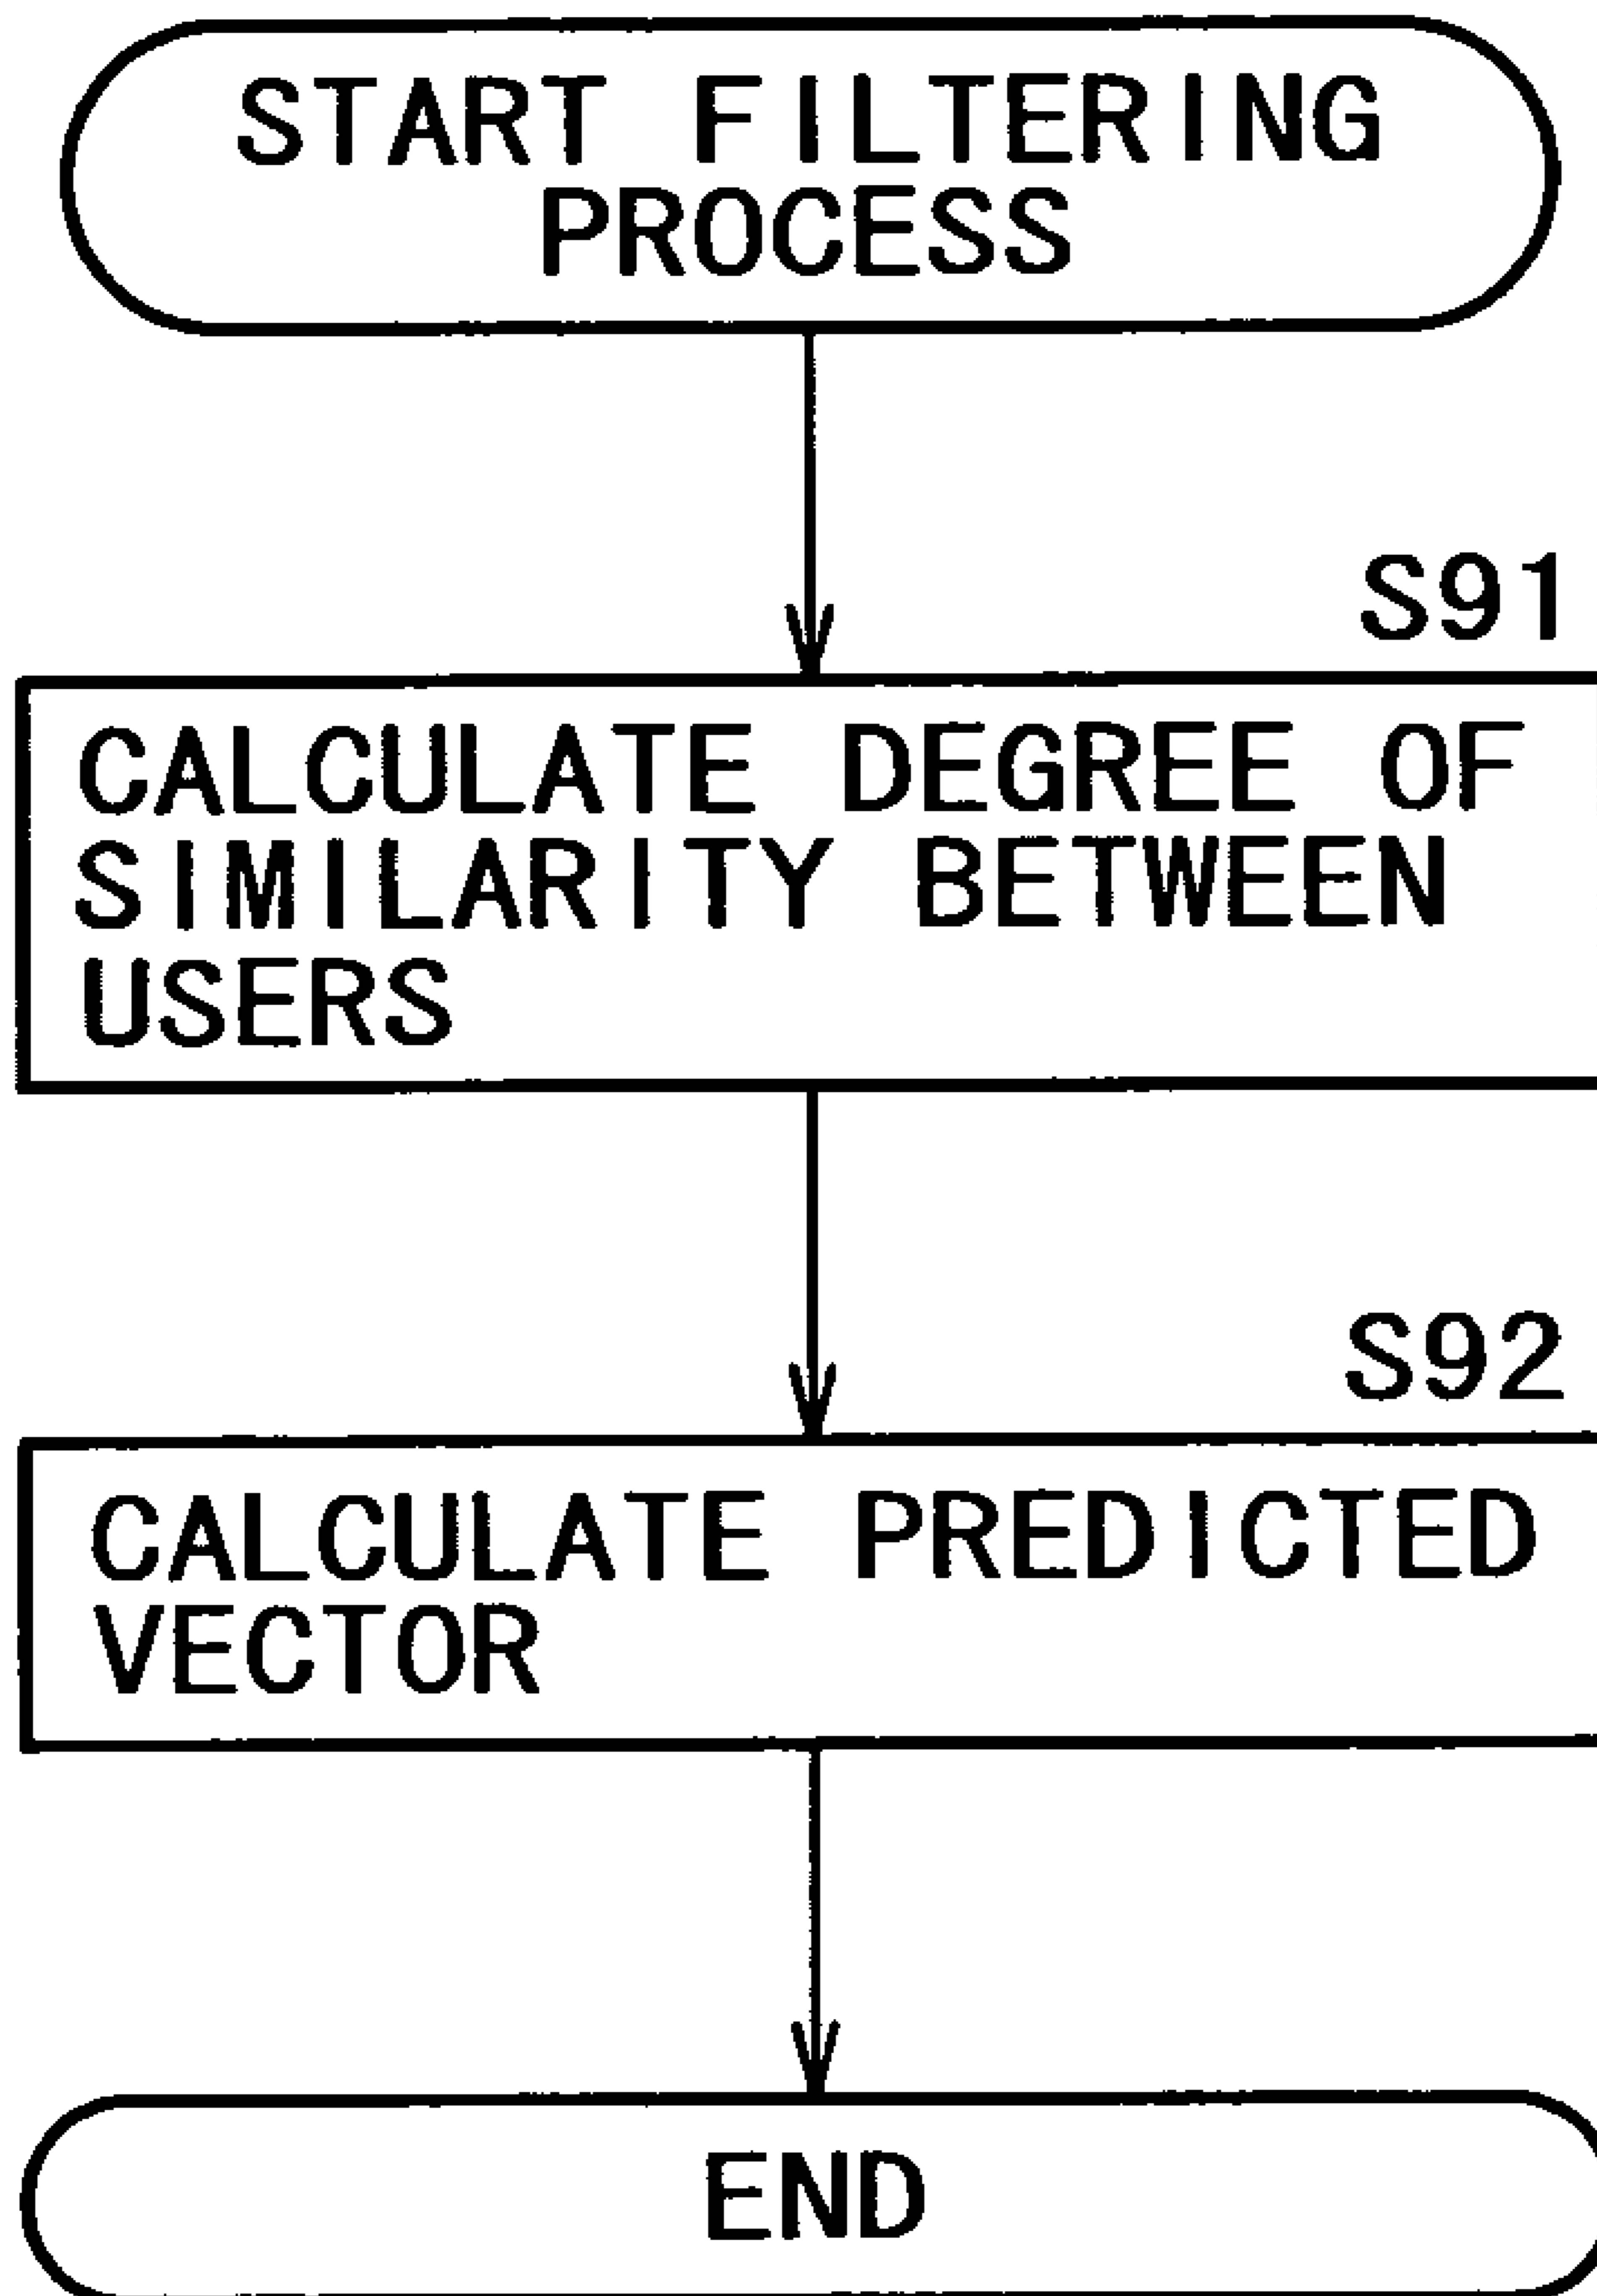 START FILTERING
PROCESS
S91
CALCULATE DEGREE OF
SIMILARITY BETWEEN
USERS
S92
CALCULATE PREDICTED
VECTOR
END